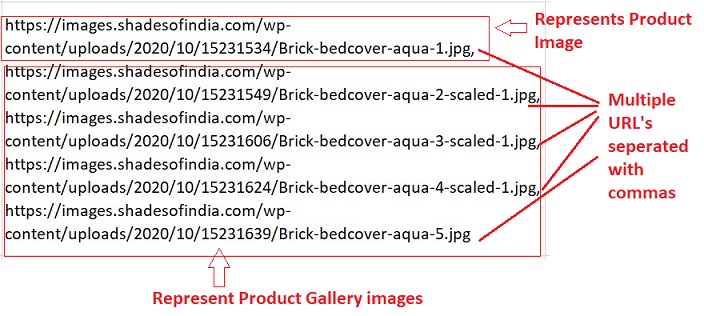 https://images.shadesofindia.com/wp-
content/uploads/2020/10/15231534/Brick-bedcover-aqua-1.jpg,
https://images.shadesofindia.com/wp-
content/uploads/2020/10/15231549/Brick-bedcover-aqua-2-scaled-1.jpg,
https://images.shadesofindia.com/wp-
content/uploads/2020/10/15231606/Brick-bedcover-aqua-3-scaled-1.jpg,
https://images.shadesofindia.com/wp-
content/uploads/2020/10/15231624/Brick-bedcover-aqua-4-scaled-1.jpg,
https://images.shadesofindia.com/wp-
content/uploads/2020/10/15231639/Brick-bedcover-aqua-5.jpg
Represents Product
Image
Multiple
URL's
seperated
with
commas
Represent Product Gallery images